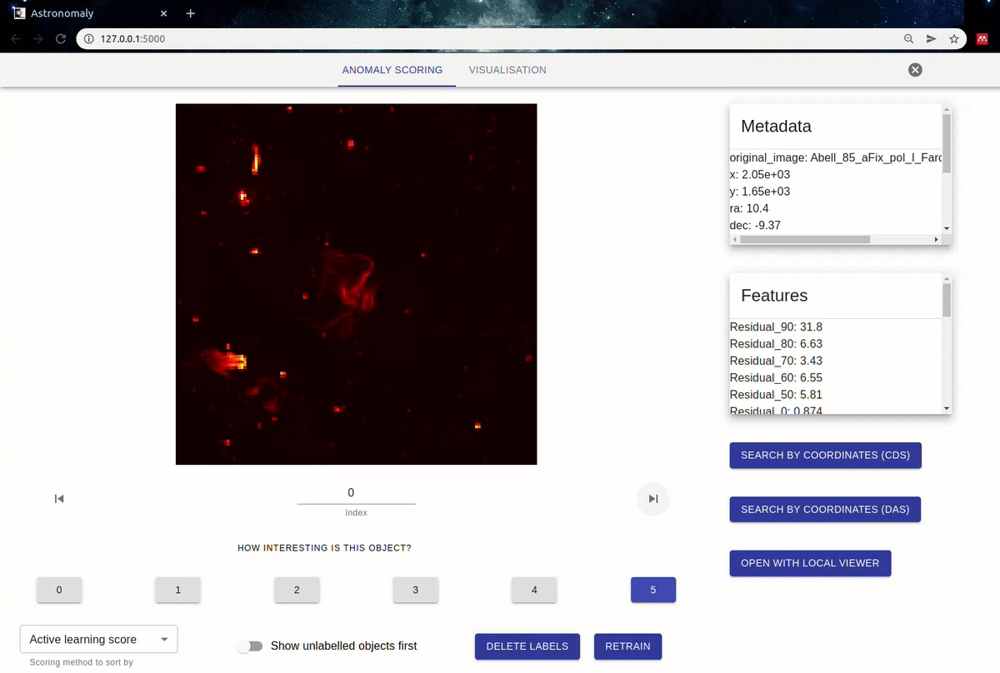 Astronomaly
127.0.0.1:5000
ANOMALY SCORING VISUALISATION
Metadata
original_image: Abell_85_aFix_pol_I_Farc
x: 2.05e+03
y: 1.65e+03
ra: 10.4
dec: -9.37
Features
Residual_90: 31.8
Residual_80: 6.63
Residual_70: 3.43
Residual_60: 6.55
Residual_50: 5.81
Residual_0: 0.874
SEARCH BY COORDINATES (CDS)
0
Index
SEARCH BY COORDINATES (DAS)
HOW INTERESTING IS THIS OBJECT?
OPEN WITH LOCAL VIEWER
0 1 2 3 4 5
Active learning score
Scoring method to sort by
Show unlabelled objects first
DELETE LABELS
RETRAIN